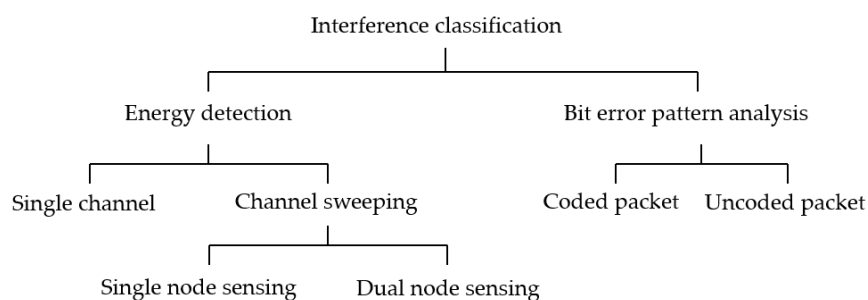 Interference classification
Energy detection
Bit error pattern analysis
Single channel
Channel sweeping
Coded packet
Uncoded packet
Single node sensing
Dual node sensing